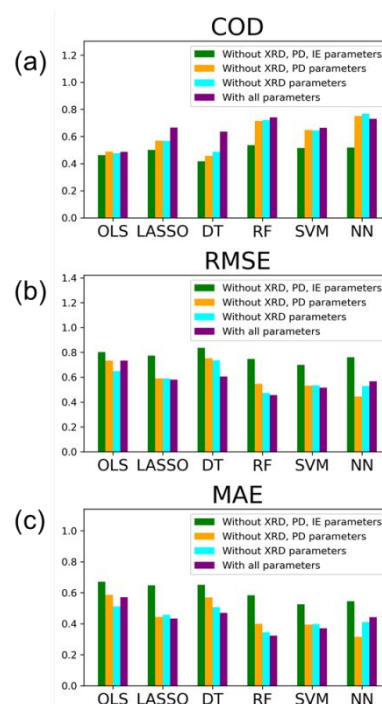 COD
(a)
1.2
1.0
0.8
0.6
0.4
0.2
0.0
Without XRD, PD, IE parameters
Without XRD, PD parameters
Without XRD parameters
With all parameters
OLS LASSO DT RF SVM NN
RMSE
(b)
1.4
1.2
1.0
0.8
0.6
0.4
0.2
0.0
Without XRD, PD, IE parameters
Without XRD, PD parameters
Without XRD parameters
With all parameters
OLS LASSO DT RF SVM NN
MAE
(c)
1.0
0.8
0.6
0.4
0.2
0.0
Without XRD, PD, IE parameters
Without XRD, PD parameters
Without XRD parameters
With all parameters
OLS LASSO DT RF SVM NN